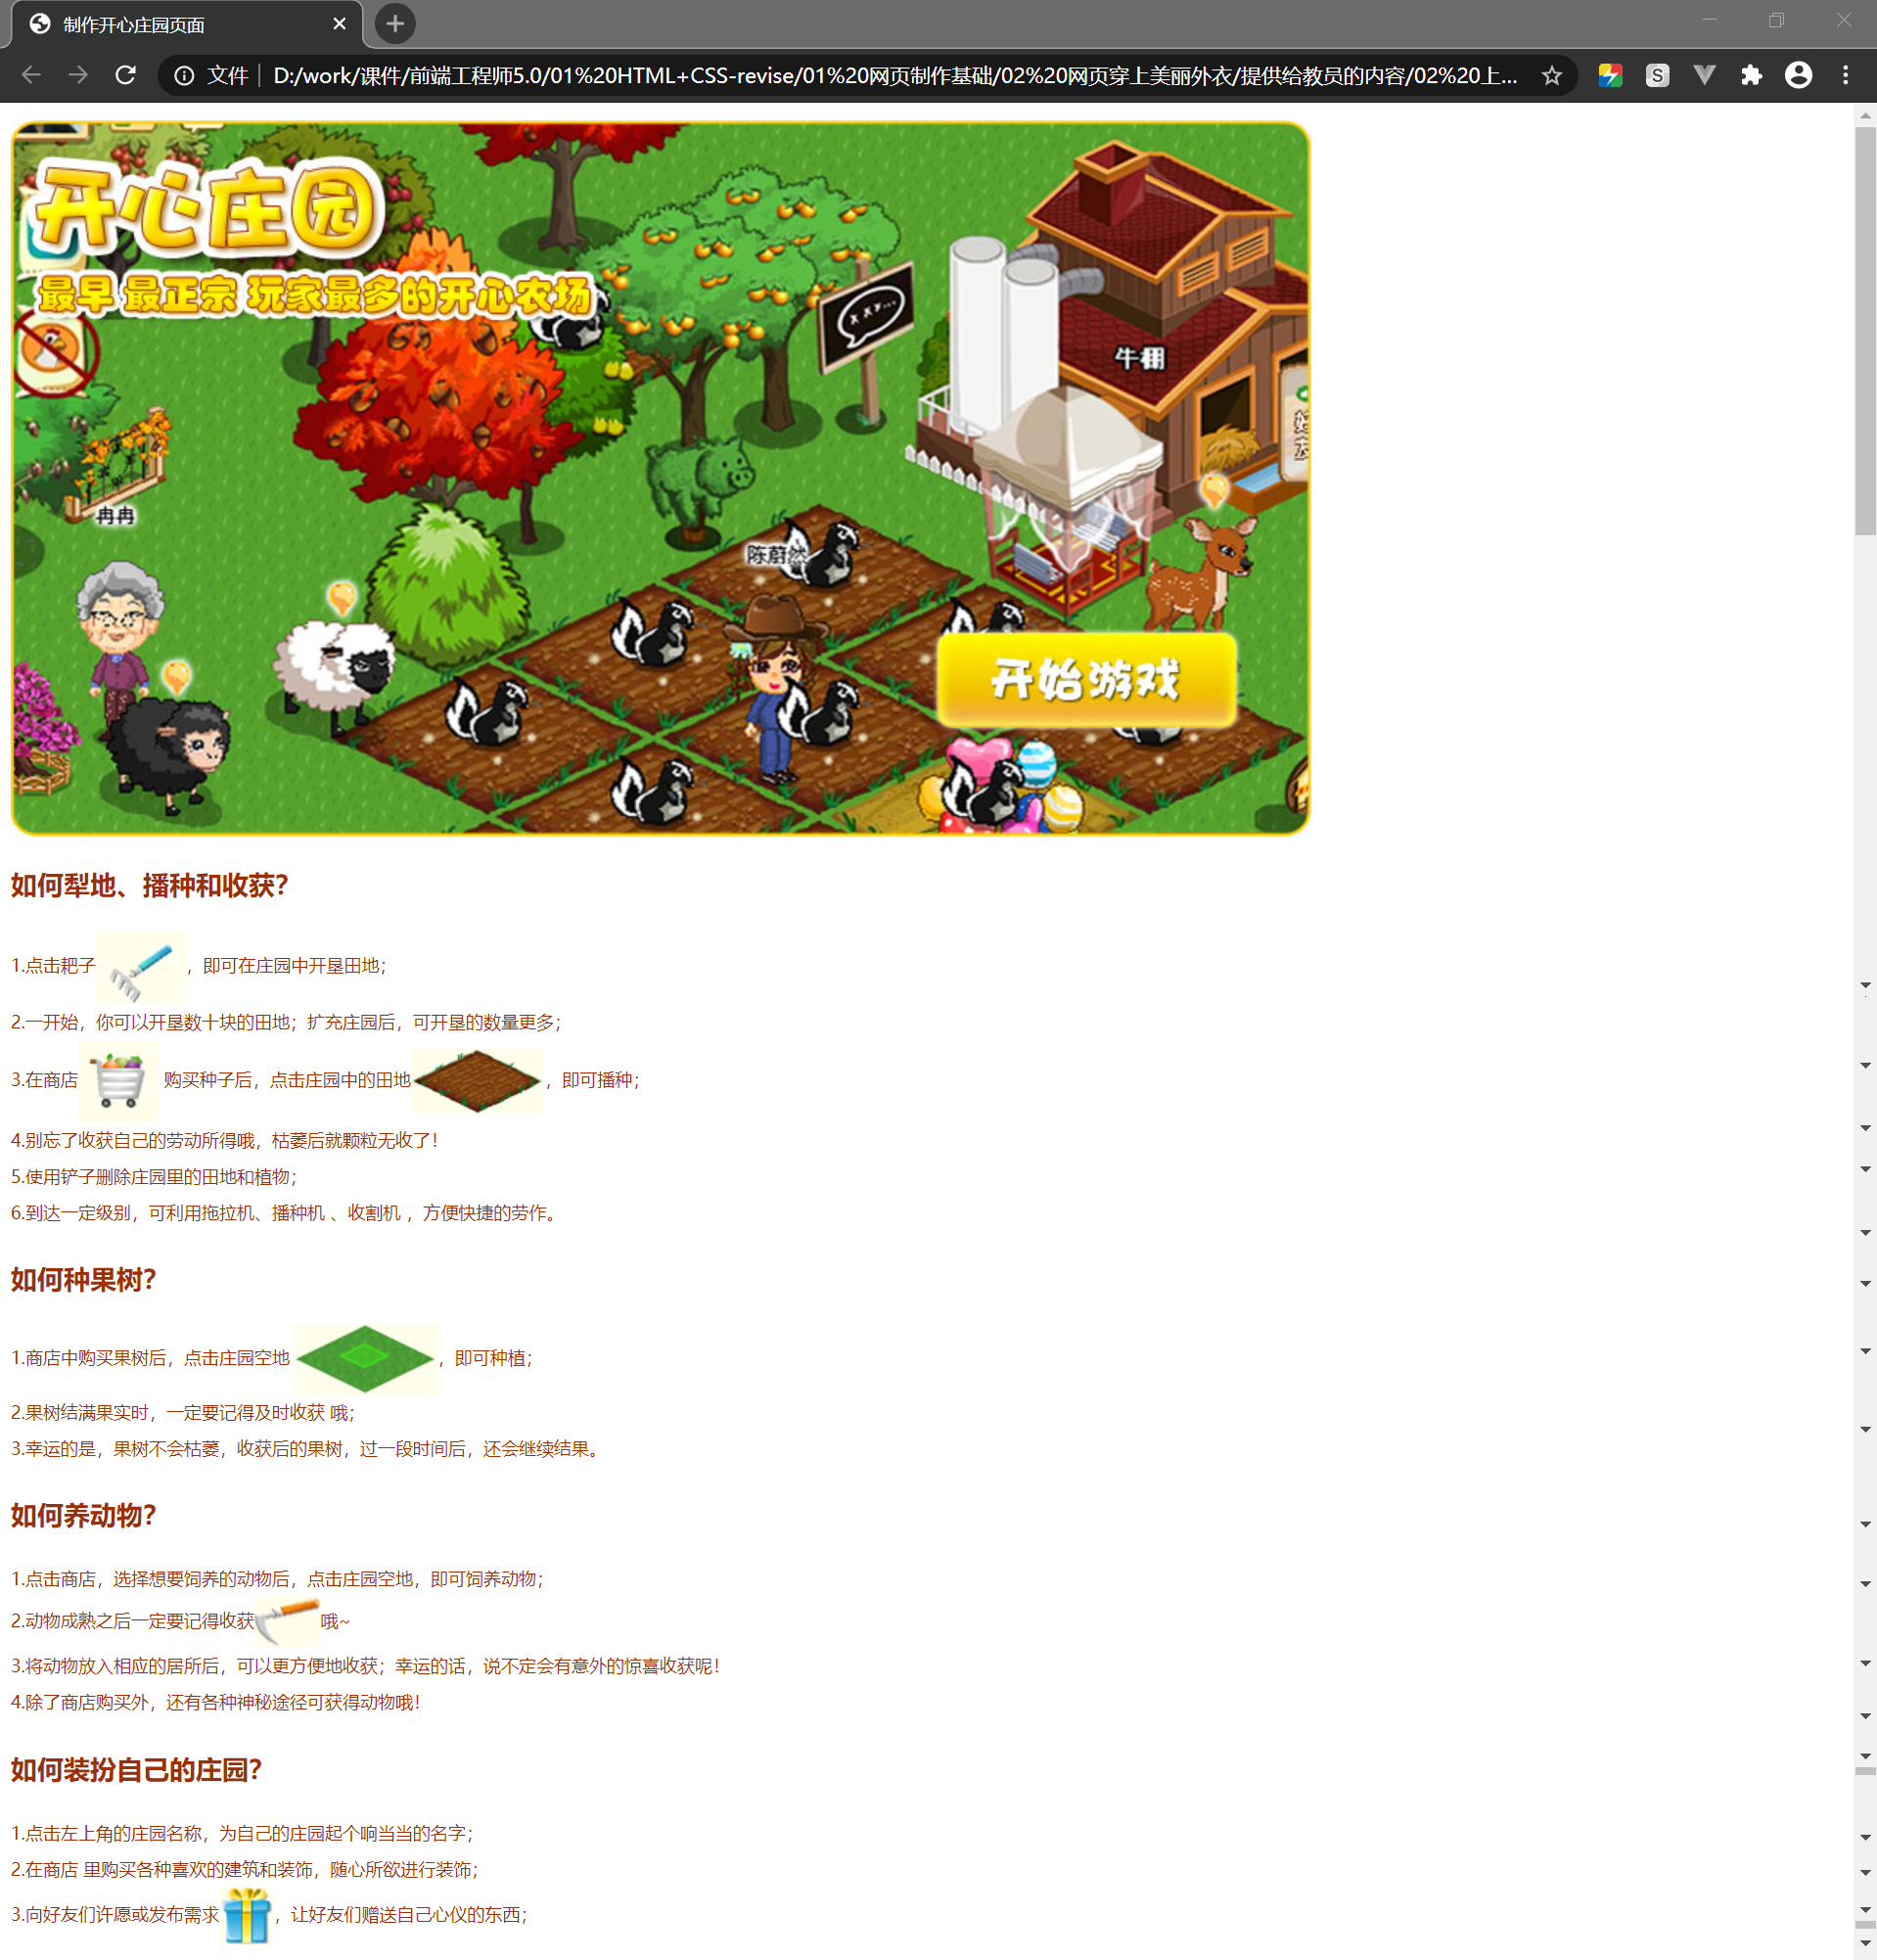 制作开心庄园页面
文件 D:/work/课件/前端工程师5.0/01%20HTML+CSS-revise/01%20网页制作基础/02%20网页穿上美丽外衣/提供给教员的内容/02%20上...
开心庄园
最早 最正宗 玩家最多的开心农场
牛棚
冉冉
陈蔚然
开始游戏
如何犁地、播种和收获?
1.点击耙子，即可在庄园中开垦田地；
2.一开始，你可以开垦数十块的田地；扩充庄园后，可开垦的数量更多；
3.在商店 购买种子后，点击庄园中的田地，即可播种；
4.别忘了收获自己的劳动所得哦，枯萎后就颗粒无收了！
5.使用铲子删除庄园里的田地和植物；
6.到达一定级别，可利用拖拉机、播种机 、收割机 ，方便快捷的劳作。
如何种果树?
1.商店中购买果树后，点击庄园空地 ，即可种植；
2.果树结满果实时，一定要记得及时收获 哦；
3.幸运的是，果树不会枯萎，收获后的果树，过一段时间后，还会继续结果。
如何养动物?
1.点击商店，选择想要饲养的动物后，点击庄园空地，即可饲养动物；
2.动物成熟之后一定要记得收获哦~
3.将动物放入相应的居所后，可以更方便地收获；幸运的话，说不定会有意外的惊喜收获呢！
4.除了商店购买外，还有各种神秘途径可获得动物哦！
如何装扮自己的庄园?
1.点击左上角的庄园名称，为自己的庄园起个响当当的名字；
2.在商店 里购买各种喜欢的建筑和装饰，随心所欲进行装饰；
3.向好友们许愿或发布需求，让好友们赠送自己心仪的东西；